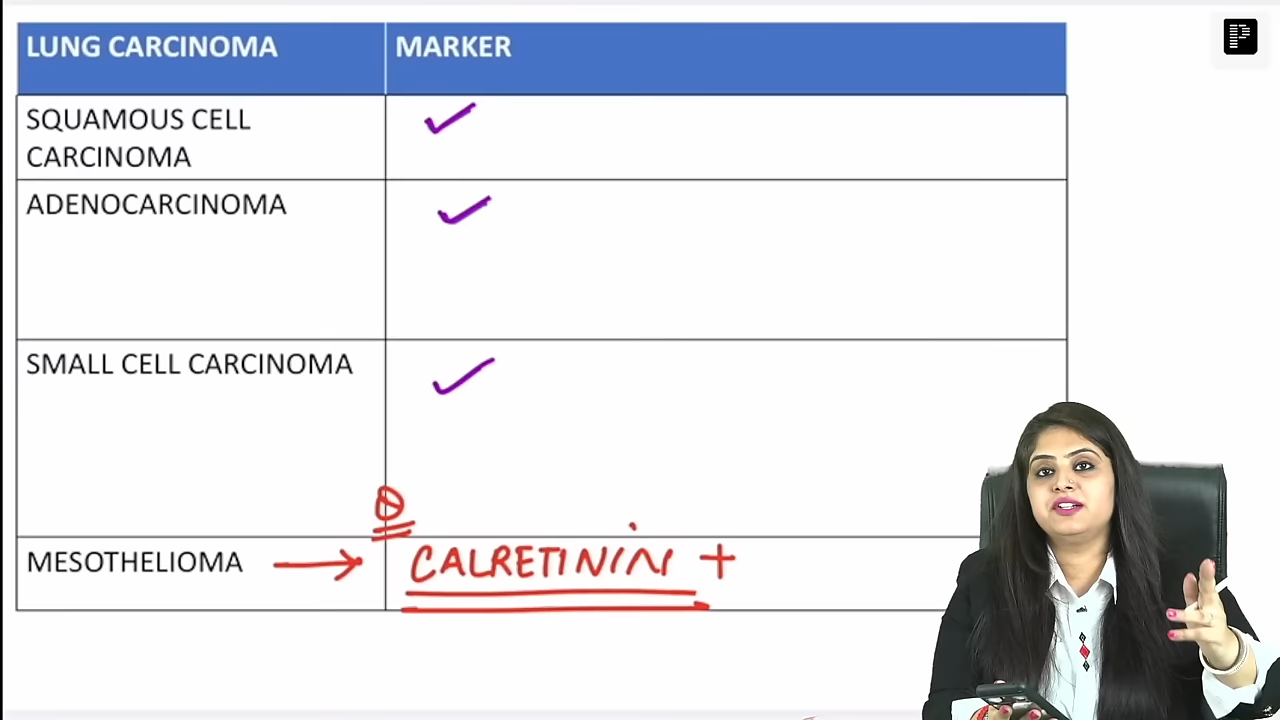 LUNG CARCINOMA
MARKER
SQUAMOUS CELL
CARCINOMA
ADENOCARCINOMA
SMALL CELL CARCINOMA
MESOTHELIOMA
CALRETININ +